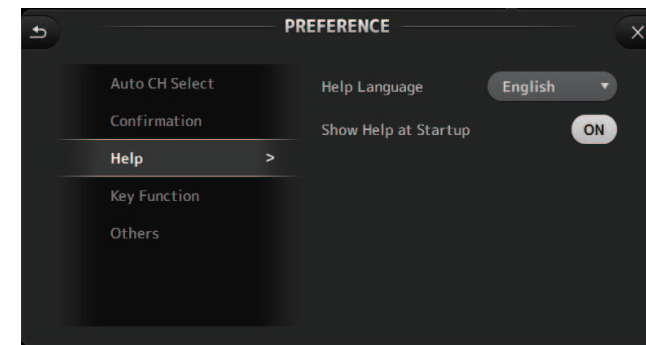 PREFERENCE
Auto CH Select
Confirmation
Help >
Key Function
Others
Help Language English
Show Help at Startup ON